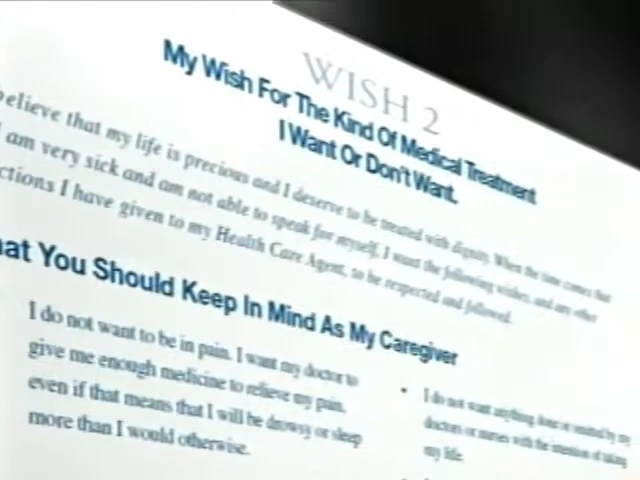 WISH 2
My Wish For The Kind Of Medical Treatment
I Want Or Don't Want.
believe that my life is precious and I deserve to be treated with dignity. When the time comes that
I am very sick and am not able to speak for myself, I want the following wishes, and any other
ctions I have given to my Health Care Agent, to be respected and followed.
hat You Should Keep In Mind As My Caregiver
I do not want to be in pain. I want my doctor to
give me enough medicine to relieve my pain,
even if that means that I will be drowsy or sleep
more than I would otherwise.
• I do not want anything done or omitted by my
doctors or nurses with the intention of taking
my life.